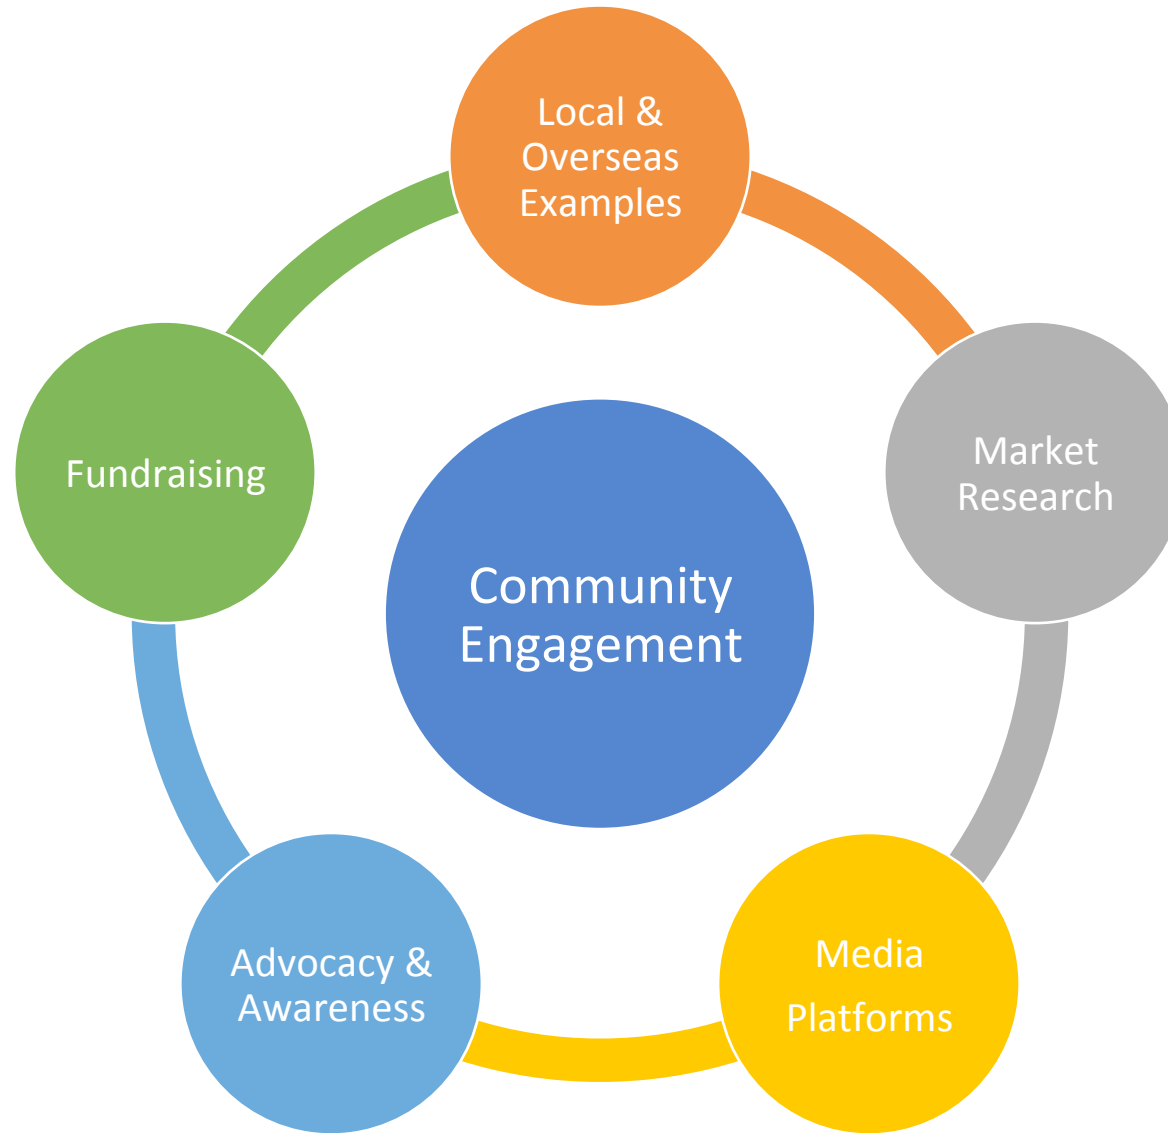 Local &
Overseas
Examples
Market
Research
Fundraising
Community
Engagement
Media
Platforms
Advocacy &
Awareness